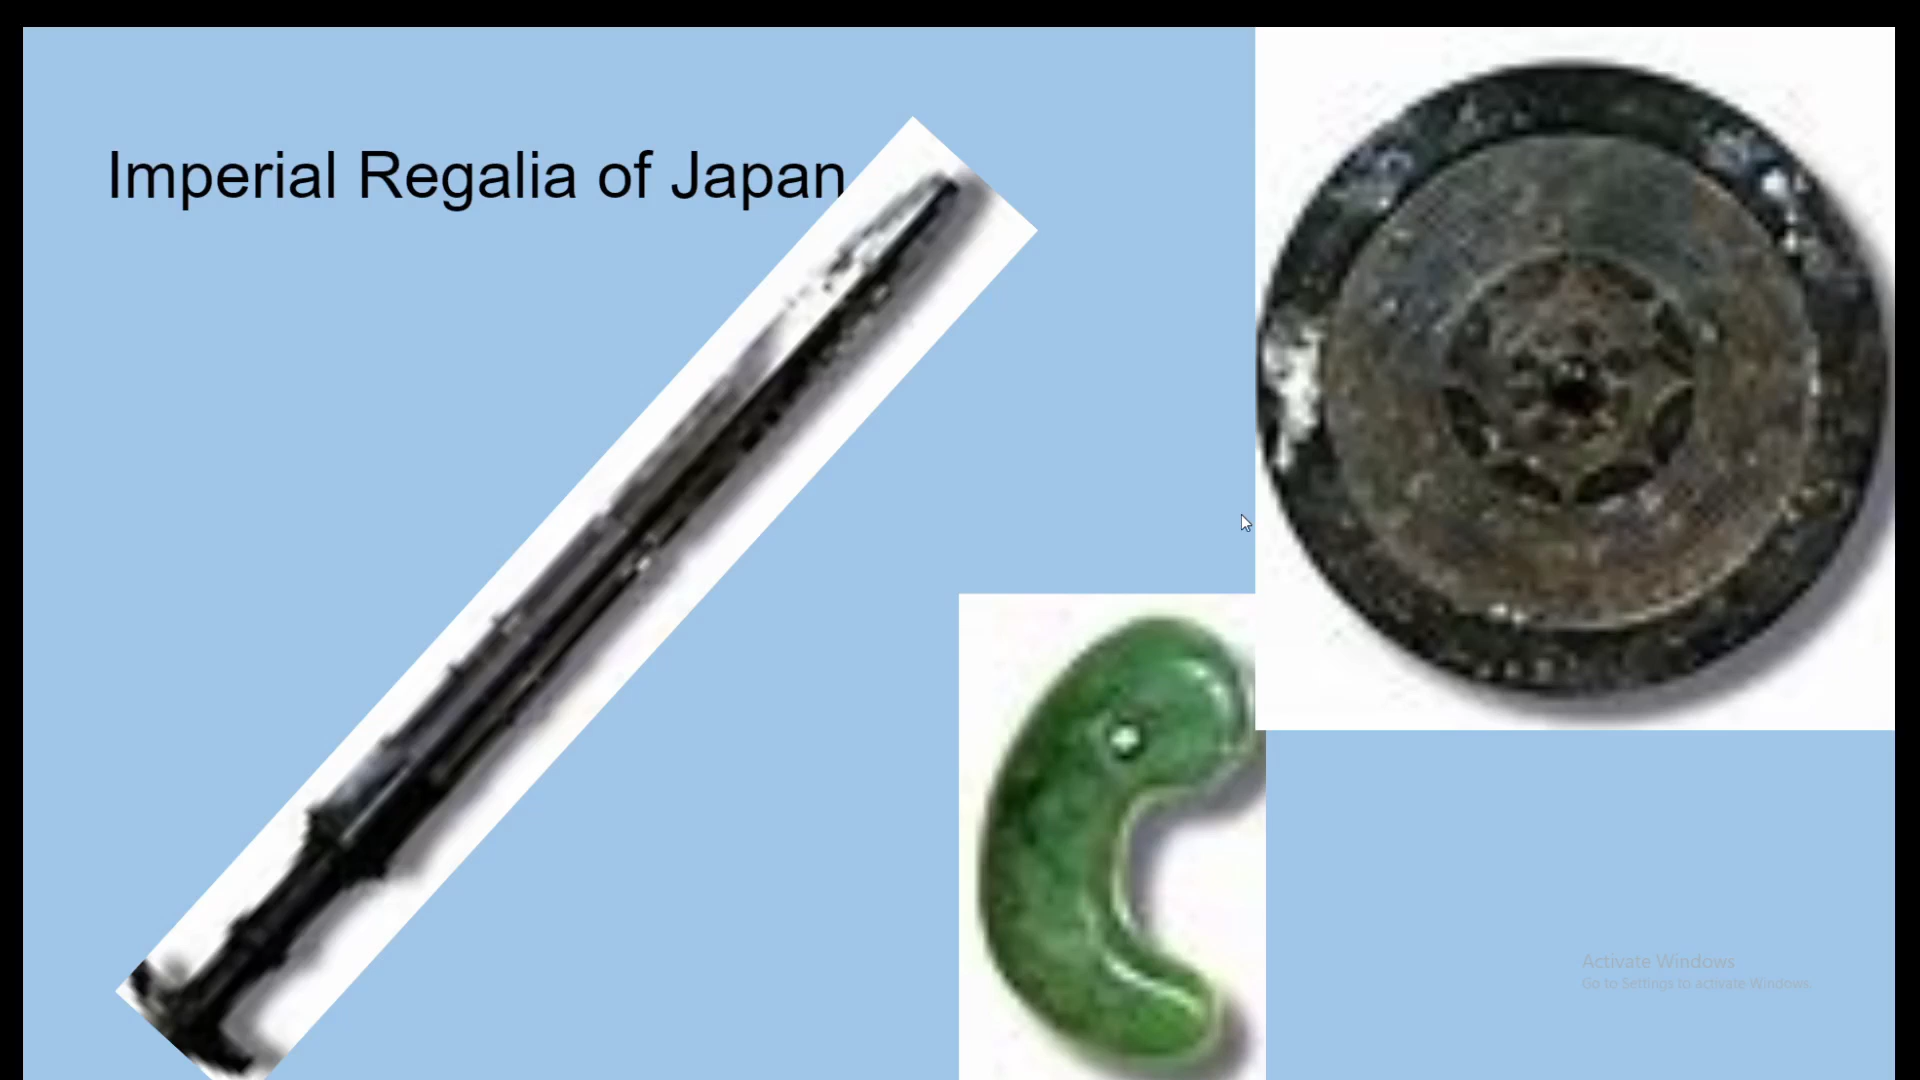 Imperial Regalia of Japan
Activate Windows
Go to Settings to activate Windows.